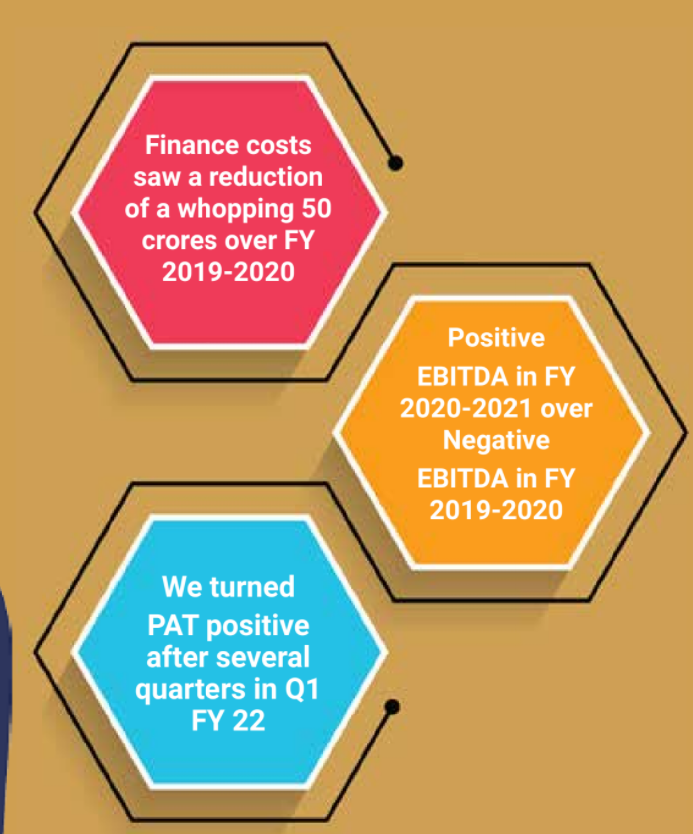 Finance costs
saw a reduction
of a whopping 50
crores over FY
2019-2020
Positive
EBITDA in FY
2020-2021 over
Negative
EBITDA in FY
2019-2020
We turned
PAT positive
after several
quarters in Q1
FY 22